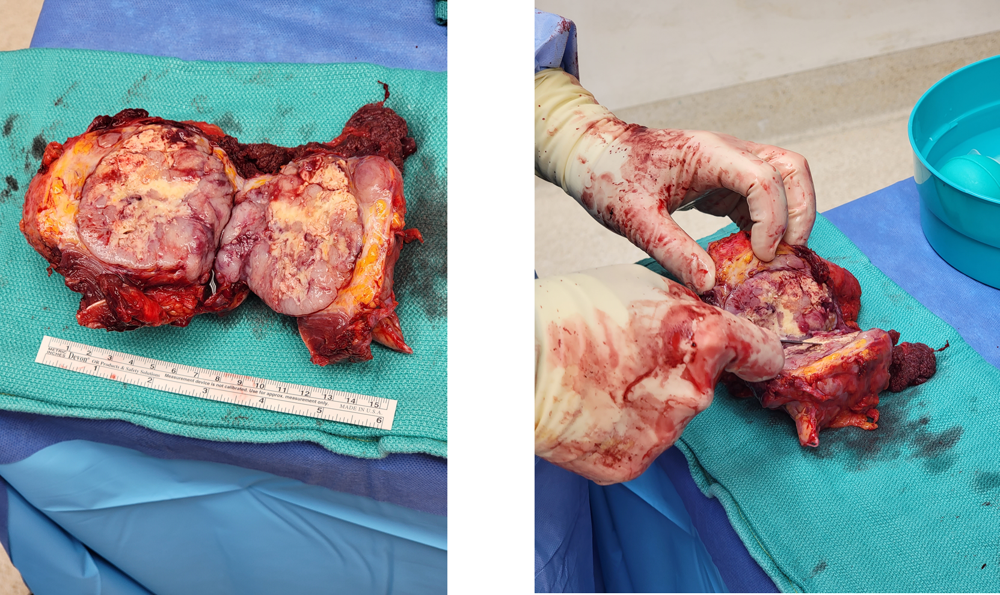 1 2 3 4 5 6 7 8 9 10 11 12 13 14 15
METRIC
INCHES Devon® OR Products & Safety Solutions Measurement device is not calibrated. Use for approx. measurement only. MADE IN U.S.A.
1 2 3 4 5 6